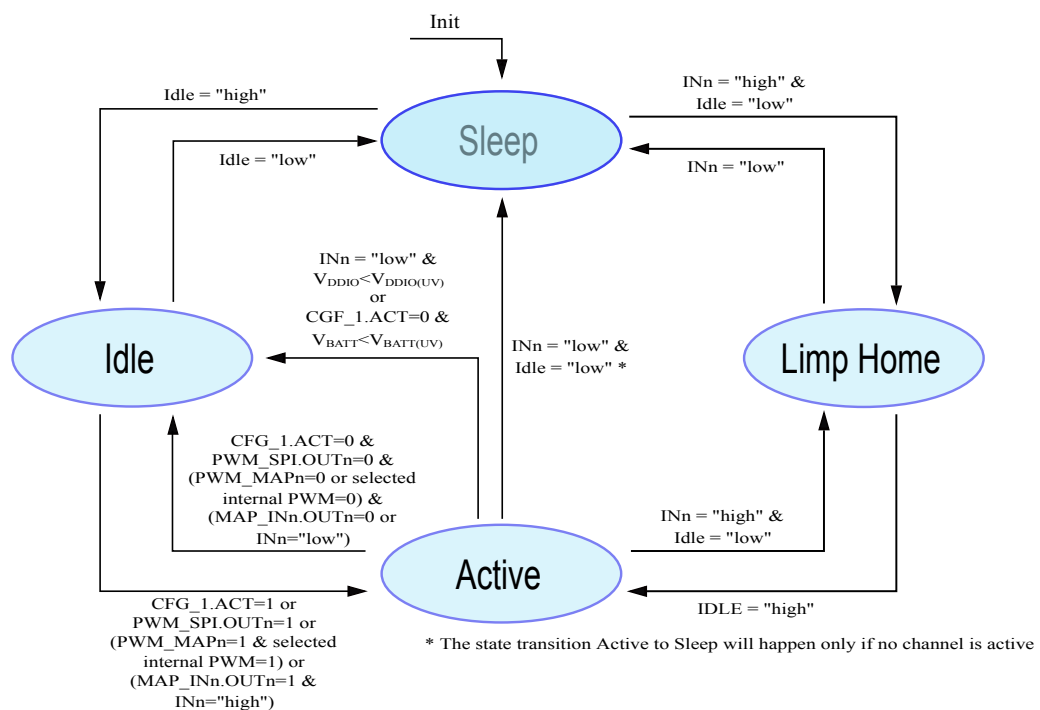 Init
Idle = "high"
INn = "high" &
Idle = "low"
Sleep
Idle = "low"
INn = "low"
INn = "low" &
VDDIO<VDDIO(UV)
or
CGF_1.ACT=0 &
VBATT<VBATT(UV)
INn = "low" &
Idle = "low" *
Idle
Limp Home
CFG_1.ACT=0 &
PWM_SPI.OUTn=0 &
(PWM_MAPn=0 or selected
internal PWM=0) &
(MAP_INn.OUTn=0 or
INn="low")
INn = "high" &
Idle = "low"
Active
CFG_1.ACT=1 or
PWM_SPI.OUTn=1 or
(PWM_MAPn=1 & selected
internal PWM=1) or
(MAP_INn.OUTn=1 &
INn="high")
IDLE = "high"
* The state transition Active to Sleep will happen only if no channel is active